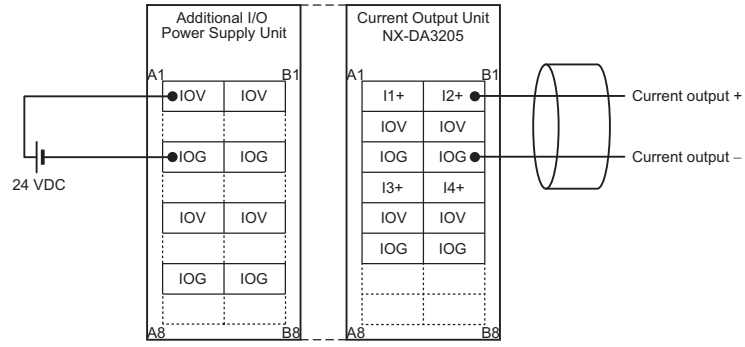 Additional I/O
Power Supply Unit
Current Output Unit
NX-DA3205
A1 B1 A1 B1
IOV IOV I1+ I2+ Current output +
IOV IOV
IOG IOG IOG IOG Current output –
24 VDC
I3+ I4+
IOV IOV IOV IOV
IOG IOG
IOG IOG
A8 B8 A8 B8